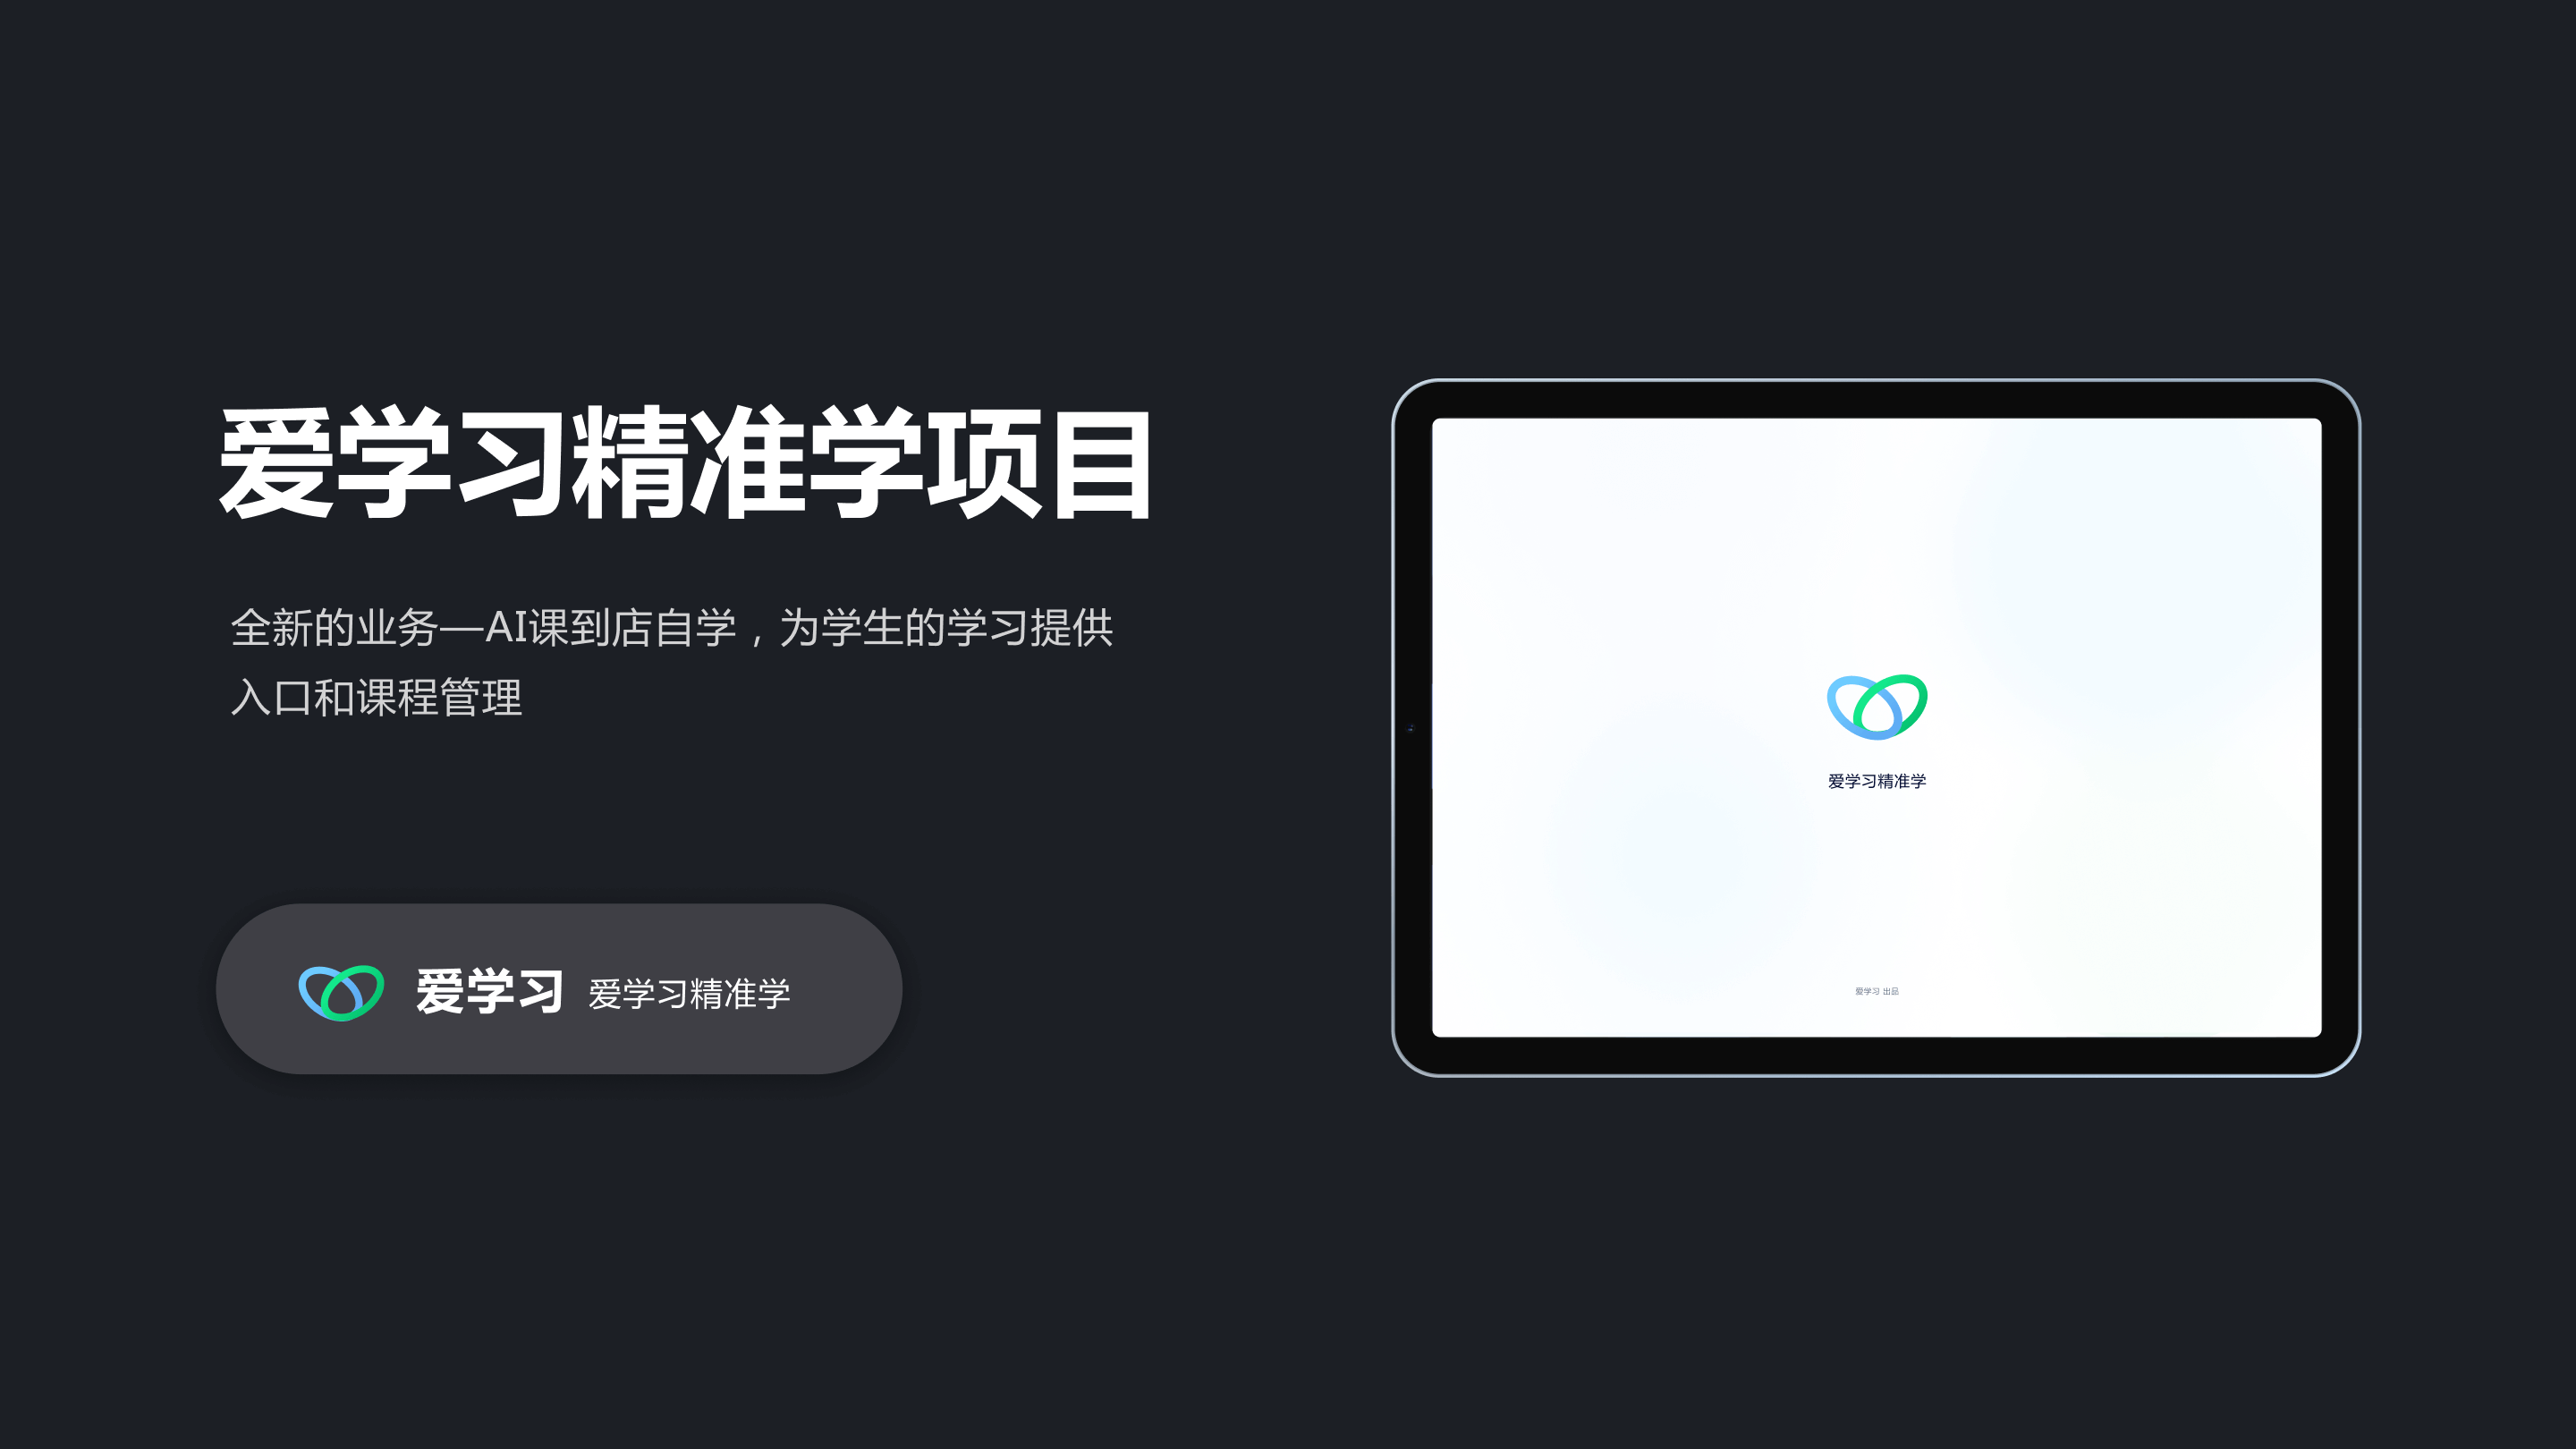 爱学习精准学项目
全新的业务—AI课到店自学，为学生的学习提供
入口和课程管理
爱学习 爱学习精准学
爱学习精准学
爱学习 出品